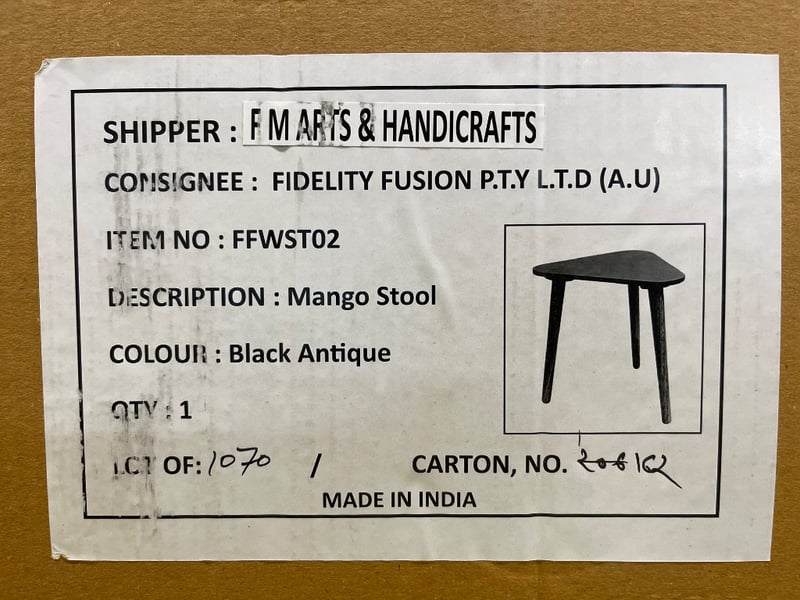 SHIPPER : F M ARTS & HANDICRAFTS
CONSIGNEE : FIDELITY FUSION P.T.Y L.T.D (A.U)
ITEM NO : FFWST02
DESCRIPTION : Mango Stool
COLOUR : Black Antique
QTY : 1
LOT OF: 1070 / CARTON, NO.
MADE IN INDIA